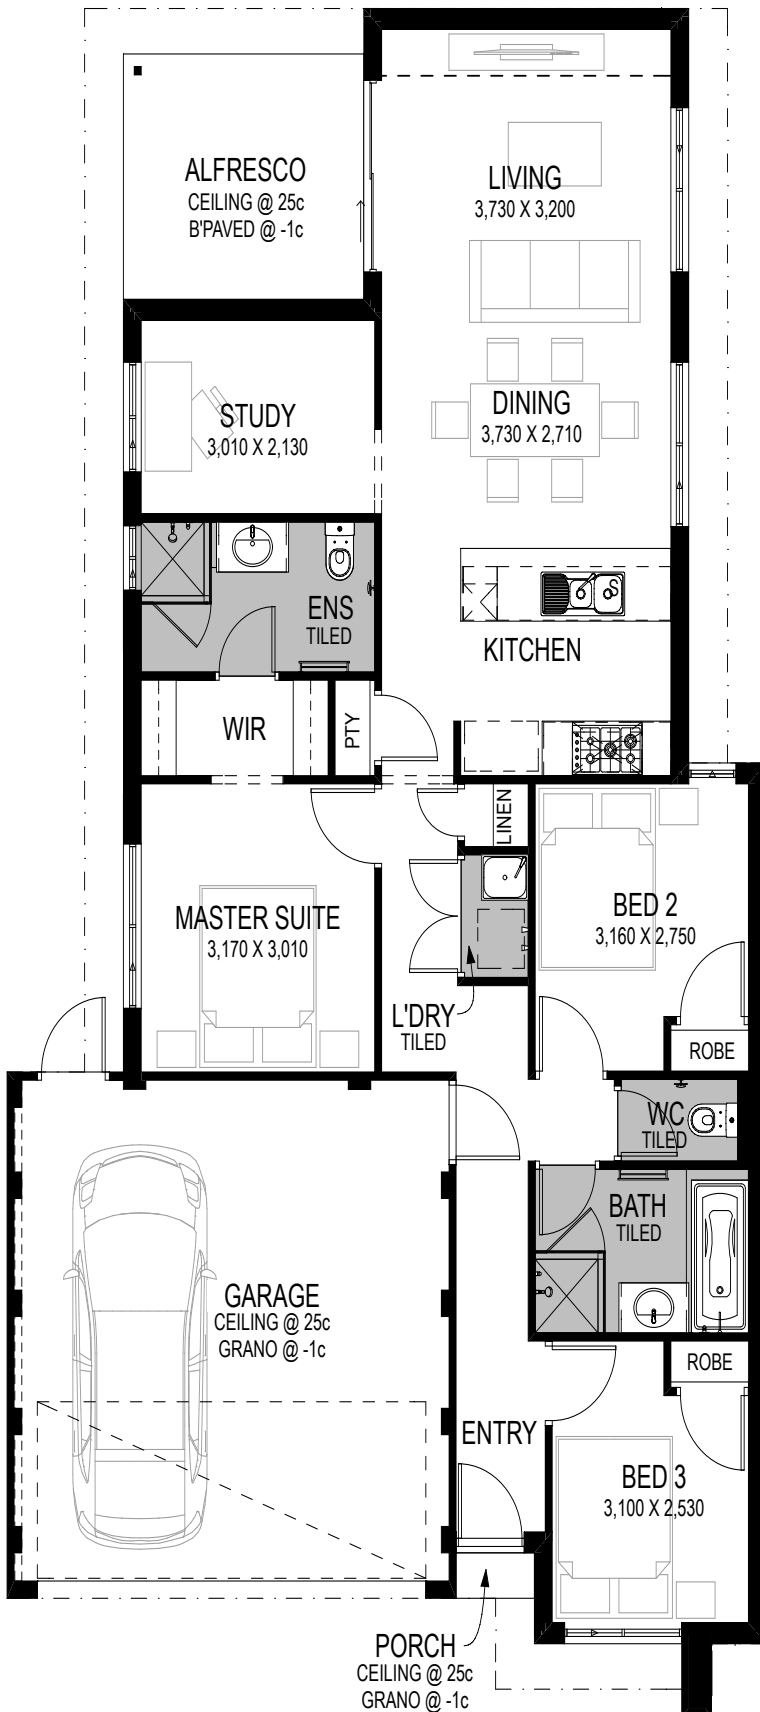 ALFRESCO
CEILING @ 25c
B'PAVED @ -1c
LIVING
3,730 X 3,200
STUDY
3,010 X 2,130
DINING
3,730 X 2,710
ENS
TILED
KITCHEN
WIR
PTY
LINEN
MASTER SUITE
3,170 X 3,010
BED 2
3,160 X 2,750
L'DRY
TILED
ROBE
WC
TILED
BATH
TILED
GARAGE
CEILING @ 25c
GRANO @ -1c
ROBE
ENTRY
BED 3
3,100 X 2,530
PORCH
CEILING @ 25c
GRANO @ -1c